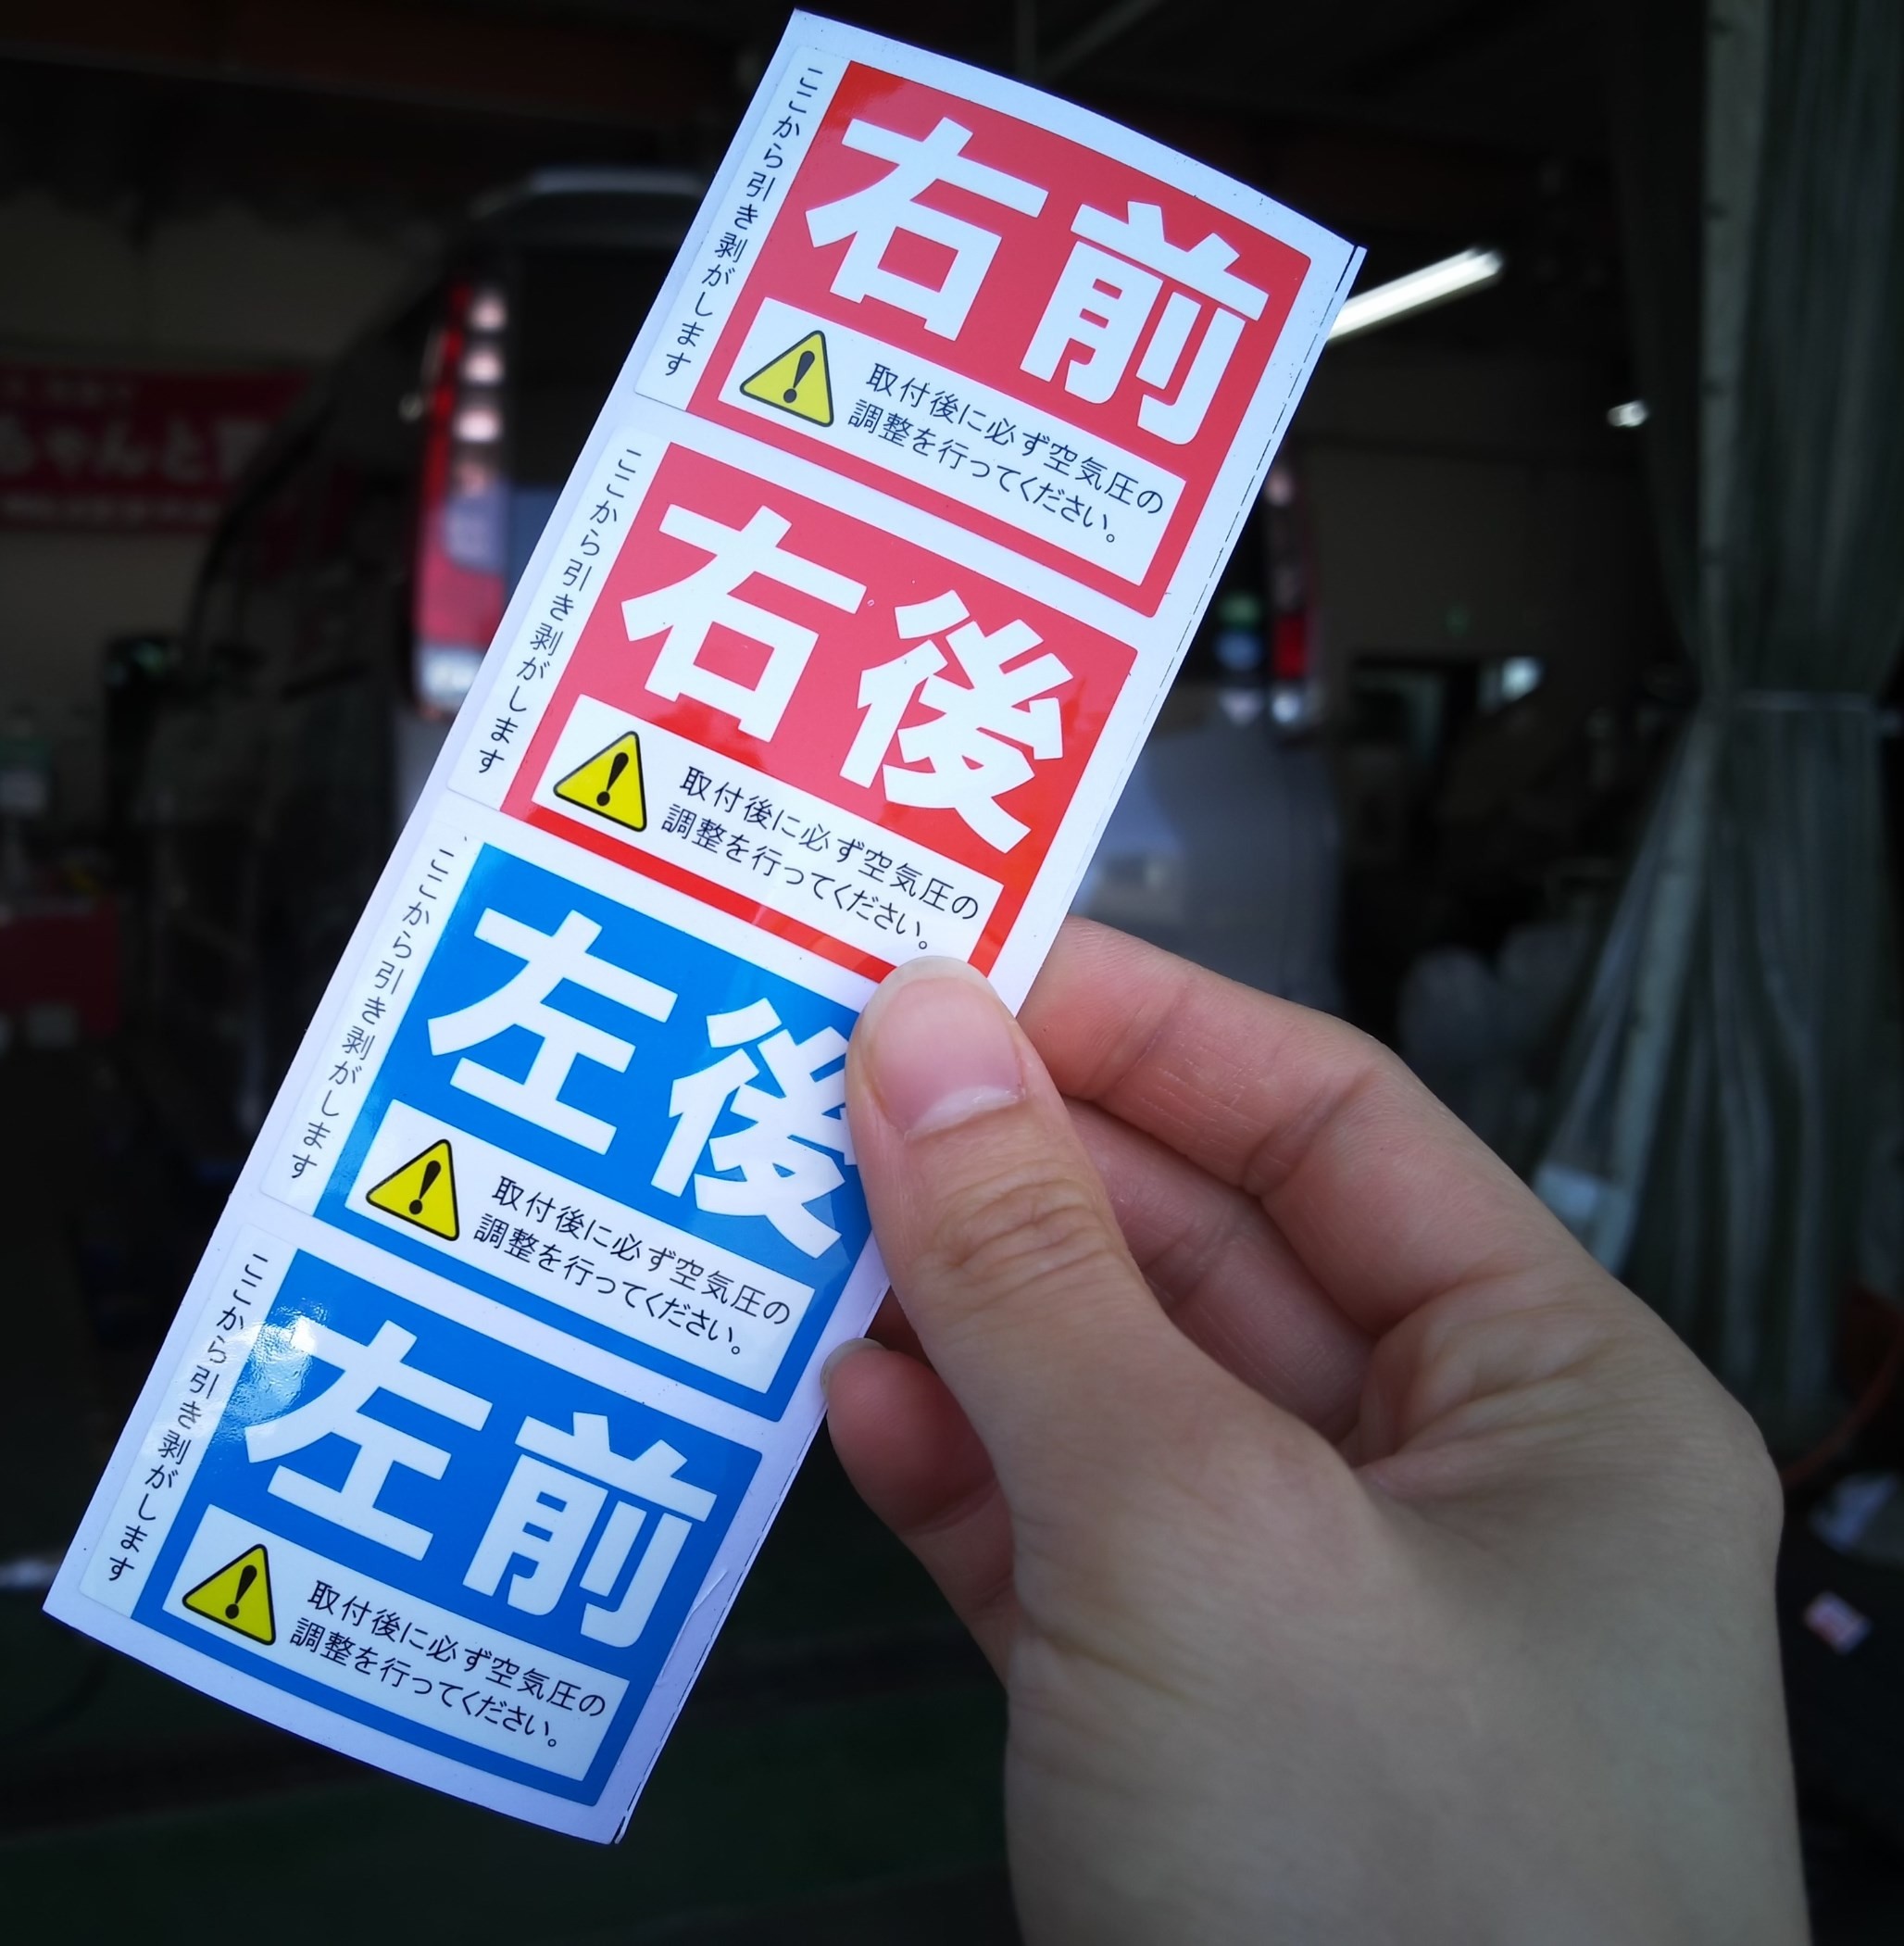 ここから引き剥がします
右前
取付後に必ず空気圧の
調整を行ってください。
ここから引き剥がします
右後
取付後に必ず空気圧の
調整を行ってください。
ここから引き剥がします
左後
取付後に必ず空気圧の
調整を行ってください。
ここから引き剥がします
左前
取付後に必ず空気圧の
調整を行ってください。
ちゃんと